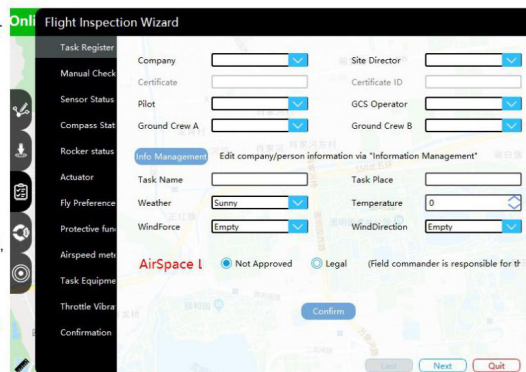 Onli
Flight Inspection Wizard
Task Register
Manual Check
Sensor Status
Compass Stat
Rocker status
Actuator
Fly Preference
Protective fun
Airspeed met
Task Equipme
Throttle Vibra
Confirmation
Company
Site Director
Certificate
Certificate ID
Pilot
GCS Operator
Ground Crew A
Ground Crew B
Info Management
Edit company/person information via "Information Management"
Task Name
Task Place
Weather
Sunny
Temperature
0
WindForce
Empty
WindDirection
Empty
AirSpace L
Not Approved
Legal
(Field commander is responsible for th
Confirm
Last
Next
Quit